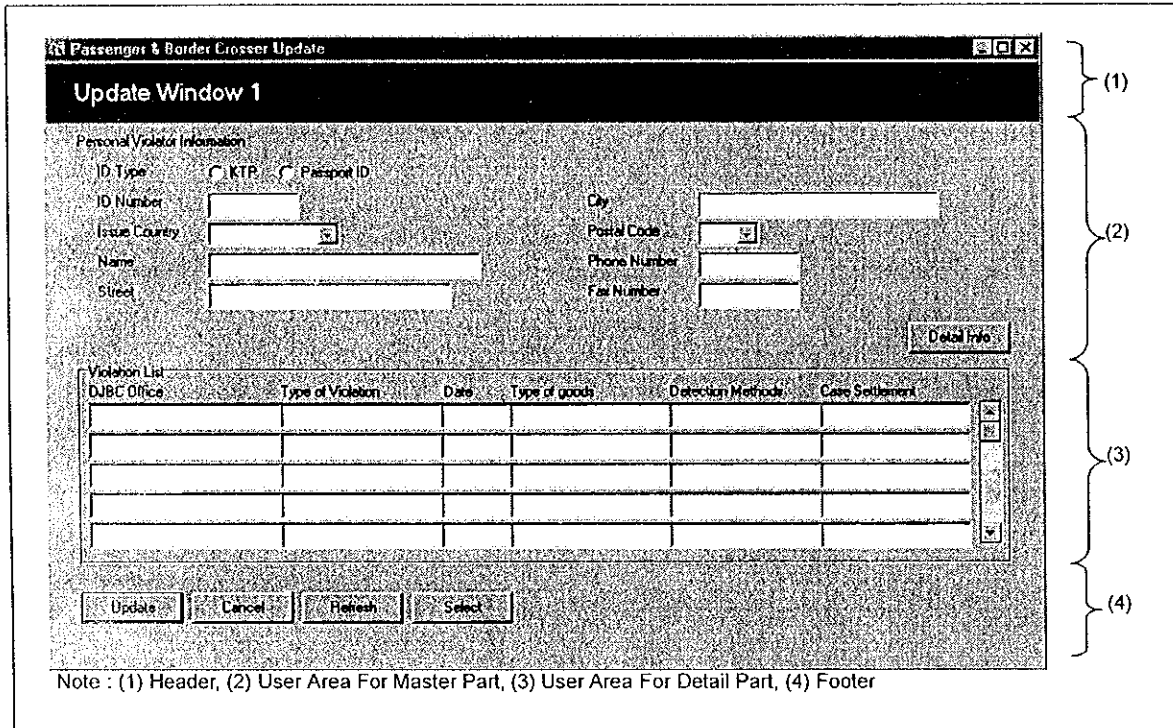 Passenger & Border Crosser Update
Update Window 1
(1)
Personal Violator Information
ID Type KTP Passport ID
ID Number City
Issue Country Postal Code
(2)
Name Phone Number
Street Fax Number
Detail Info
Violation List
DJBC Office Type of Violation Date Type of goods Detection Methods Case Settlement
(3)
Update Cancel Refresh Select
(4)
Note : (1) Header, (2) User Area For Master Part, (3) User Area For Detail Part, (4) Footer